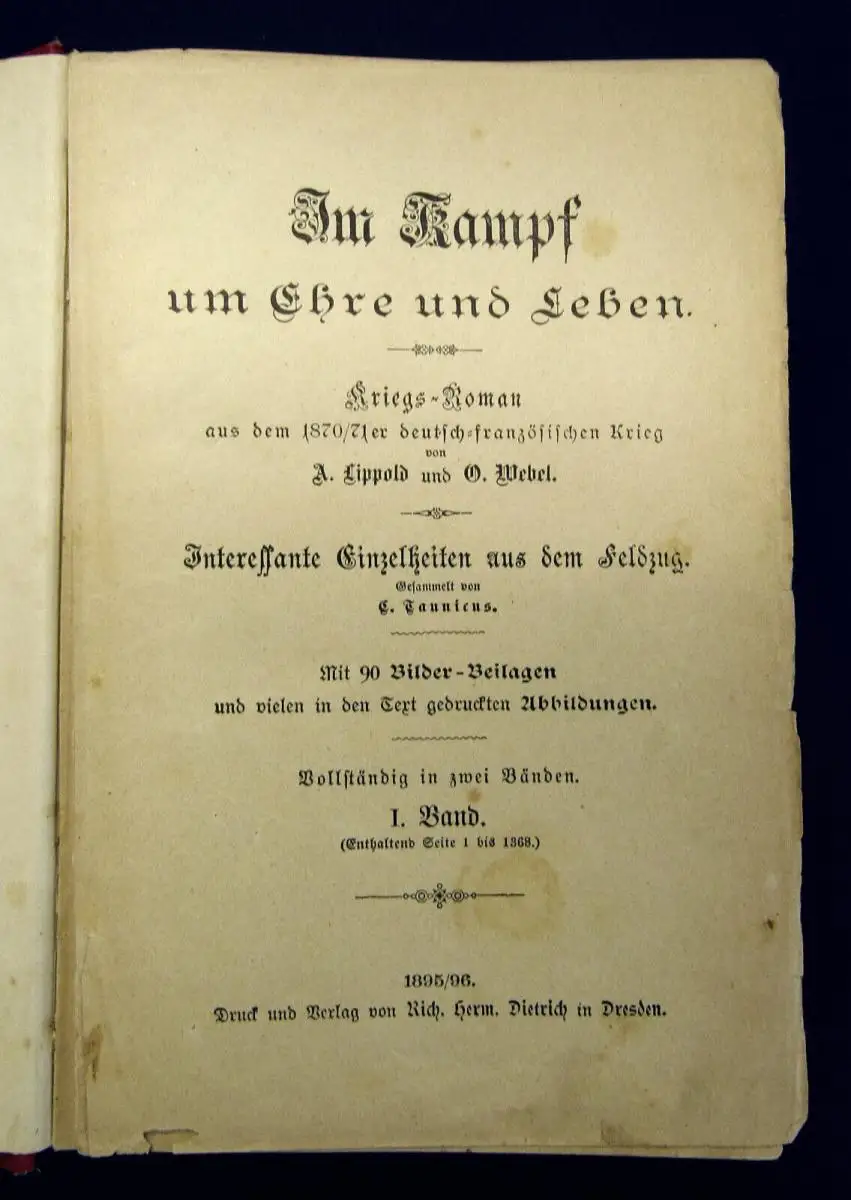 Im Kampf
um Ehre und Leben.
Kriegs-Roman
aus dem 1870/71er deutsch-französischen Krieg
von
A. Lippold und O. Webel.
Interessante Einzelheiten aus dem Feldzug.
Gesammelt von
C. Tannicus.
Mit 90 Bilder-Beilagen
und vielen in den Text gedruckten Abbildungen.
Vollständig in zwei Bänden.
I. Band.
(Enthaltend Seite 1 bis 1368.)
1895/96.
Druck und Verlag von Rich. Herm. Dietrich in Dresden.